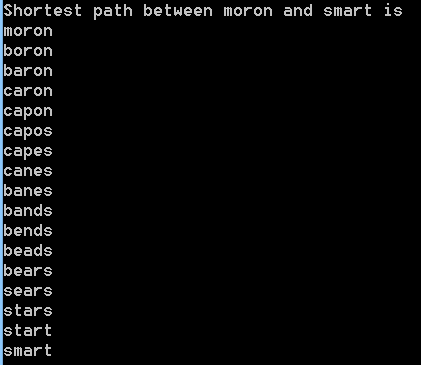 Shortest path between moron and smart is
moron
boron
baron
caron
capon
capos
capes
canes
banes
bands
bends
beads
bears
sears
stars
start
smart